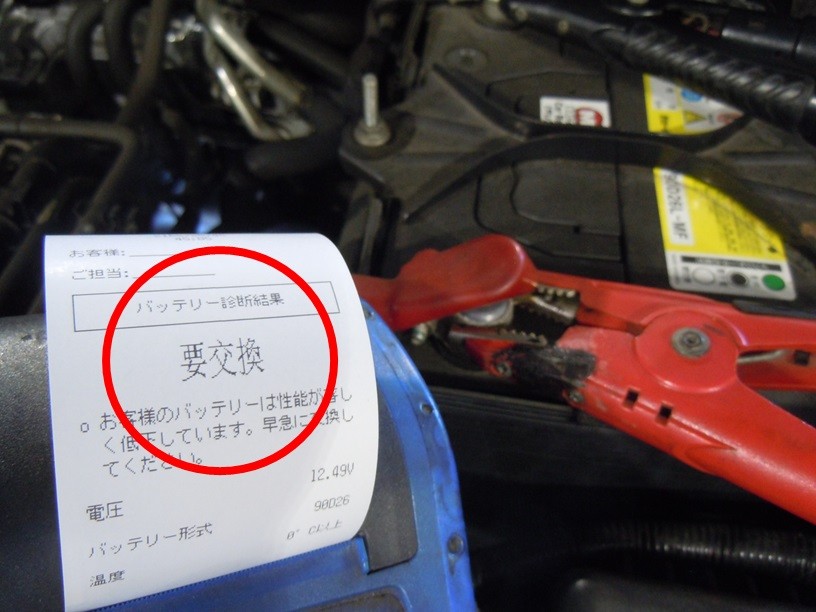 お客様:
ご担当:
バッテリー診断結果
要交換
o お客様のバッテリーは性能が著し
く低下しています。早急に交換し
てください。
電圧 12.49V
バッテリー形式 90D26
温度 0°
D26L-MF